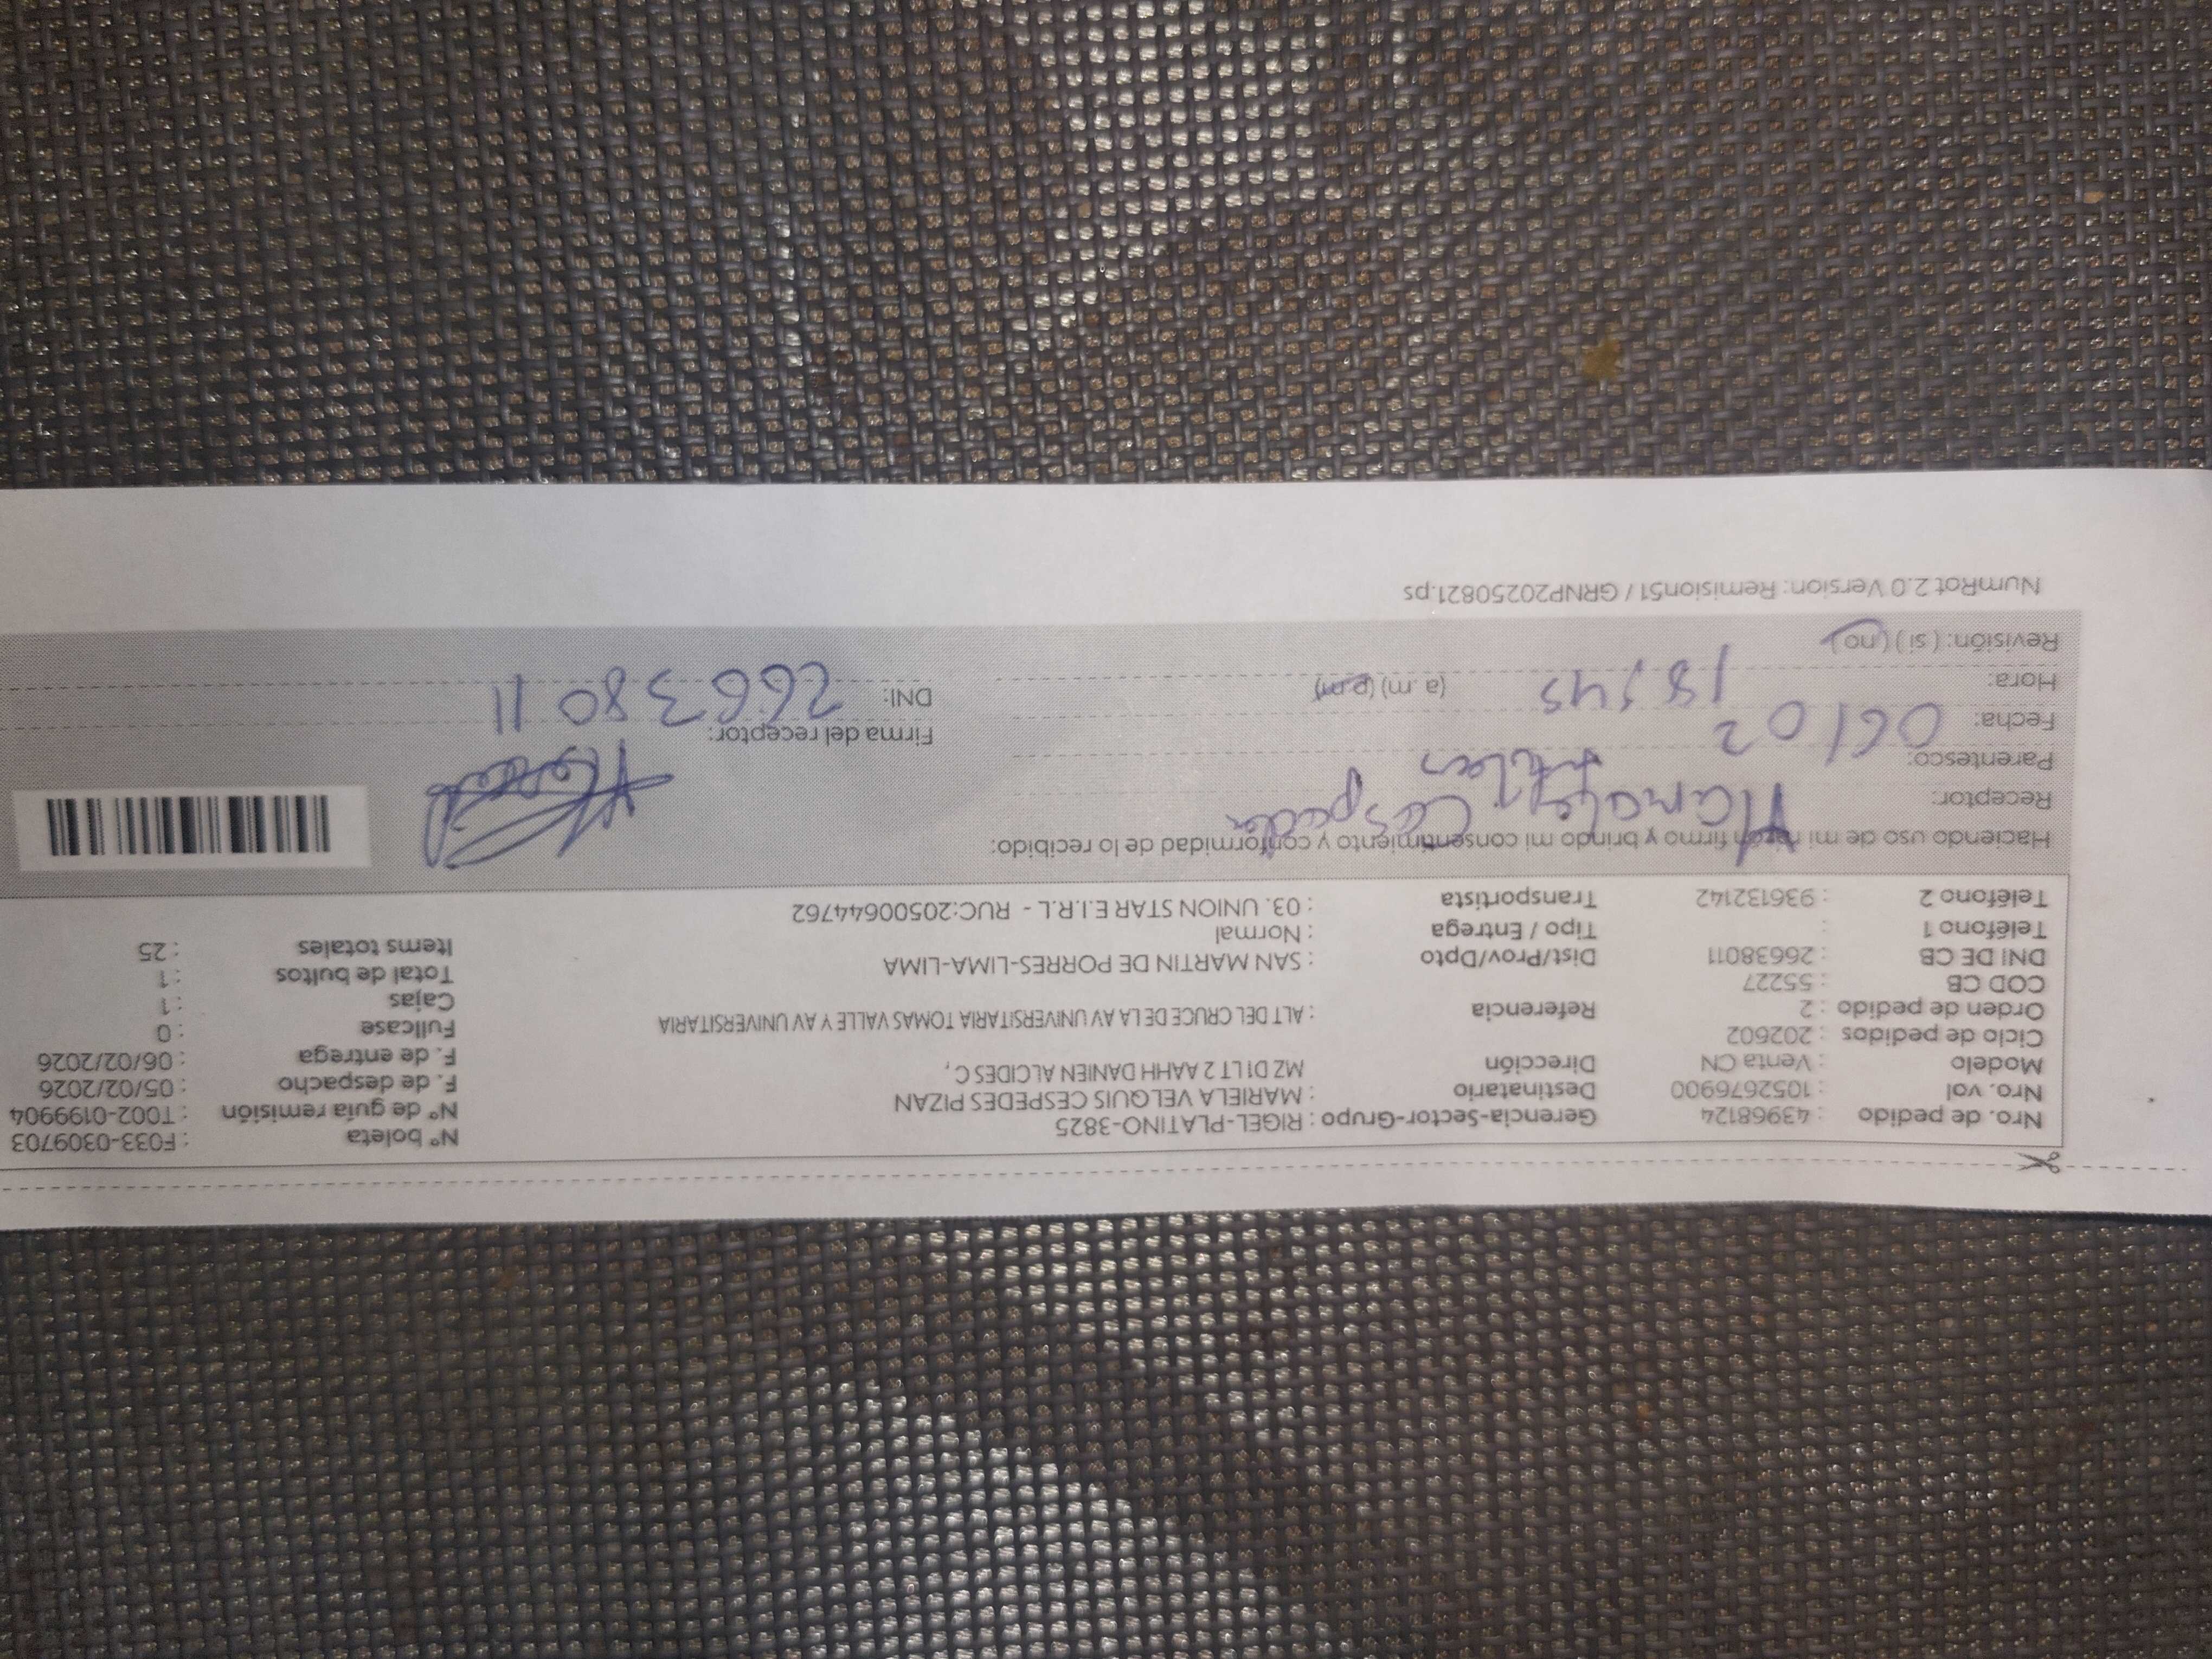 Nro. de pedido : 43968124 Gerencia-Sector-Grupo : RIGEL-PLATINO-3825 Nº boleta : F033-0309703
Nro. val : 1052676900 Destinatario : MARIELA VELQUIS CESPEDES PIZAN Nº de guía remisión : T002-0199904
Modelo : Venta CN Dirección MZ D1 LT 2 AAHH DANIEN ALCIDES C, F. de despacho : 05/02/2026
Ciclo de pedidos : 202602 F. de entrega : 06/02/2026
Orden de pedido : 2 Referencia : ALT DEL CRUCE DE LA AV UNIVERSITARIA TOMAS VALLE Y AV UNIVERSITARIA Fullcase : 0
COD CB : 55227 Cajas : 1
DNI DE CB : 26638011 Dist/Prov/Dpto : SAN MARTIN DE PORRES-LIMA-LIMA Total de bultos : 1
Teléfono 1 : Tipo / Entrega : Normal Items totales : 25
Teléfono 2 : 936132142 Transportista : 03. UNION STAR E.I.R.L - RUC:20500644762
Haciendo uso de mi razón firmo y brindo mi consentimiento y conformidad de lo recibido:
Receptor:
Parentesco:
Fecha: 06/02 Firma del receptor:
Hora: 18:45 (a. m) (p.m) DNI: 26638011
Revisión: ( si ) ( no )
NumRot 2.0 Version: Remision51 / GRNP20250821.ps